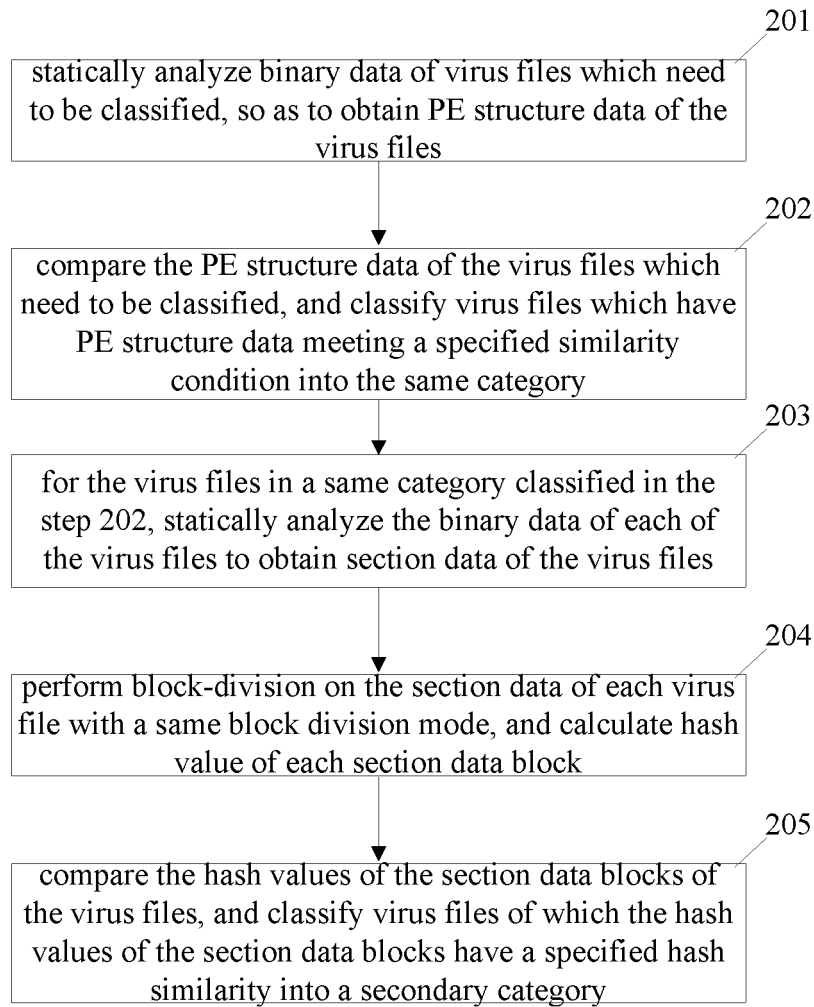 201
statically analyze binary data of virus files which need
to be classified, so as to obtain PE structure data of the
virus files
202
compare the PE structure data of the virus files which
need to be classified, and classify virus files which have
PE structure data meeting a specified similarity
condition into the same category
203
for the virus files in a same category classified in the
step 202, statically analyze the binary data of each of
the virus files to obtain section data of the virus files
204
perform block-division on the section data of each virus
file with a same block division mode, and calculate hash
value of each section data block
205
compare the hash values of the section data blocks of
the virus files, and classify virus files of which the hash
values of the section data blocks have a specified hash
similarity into a secondary category